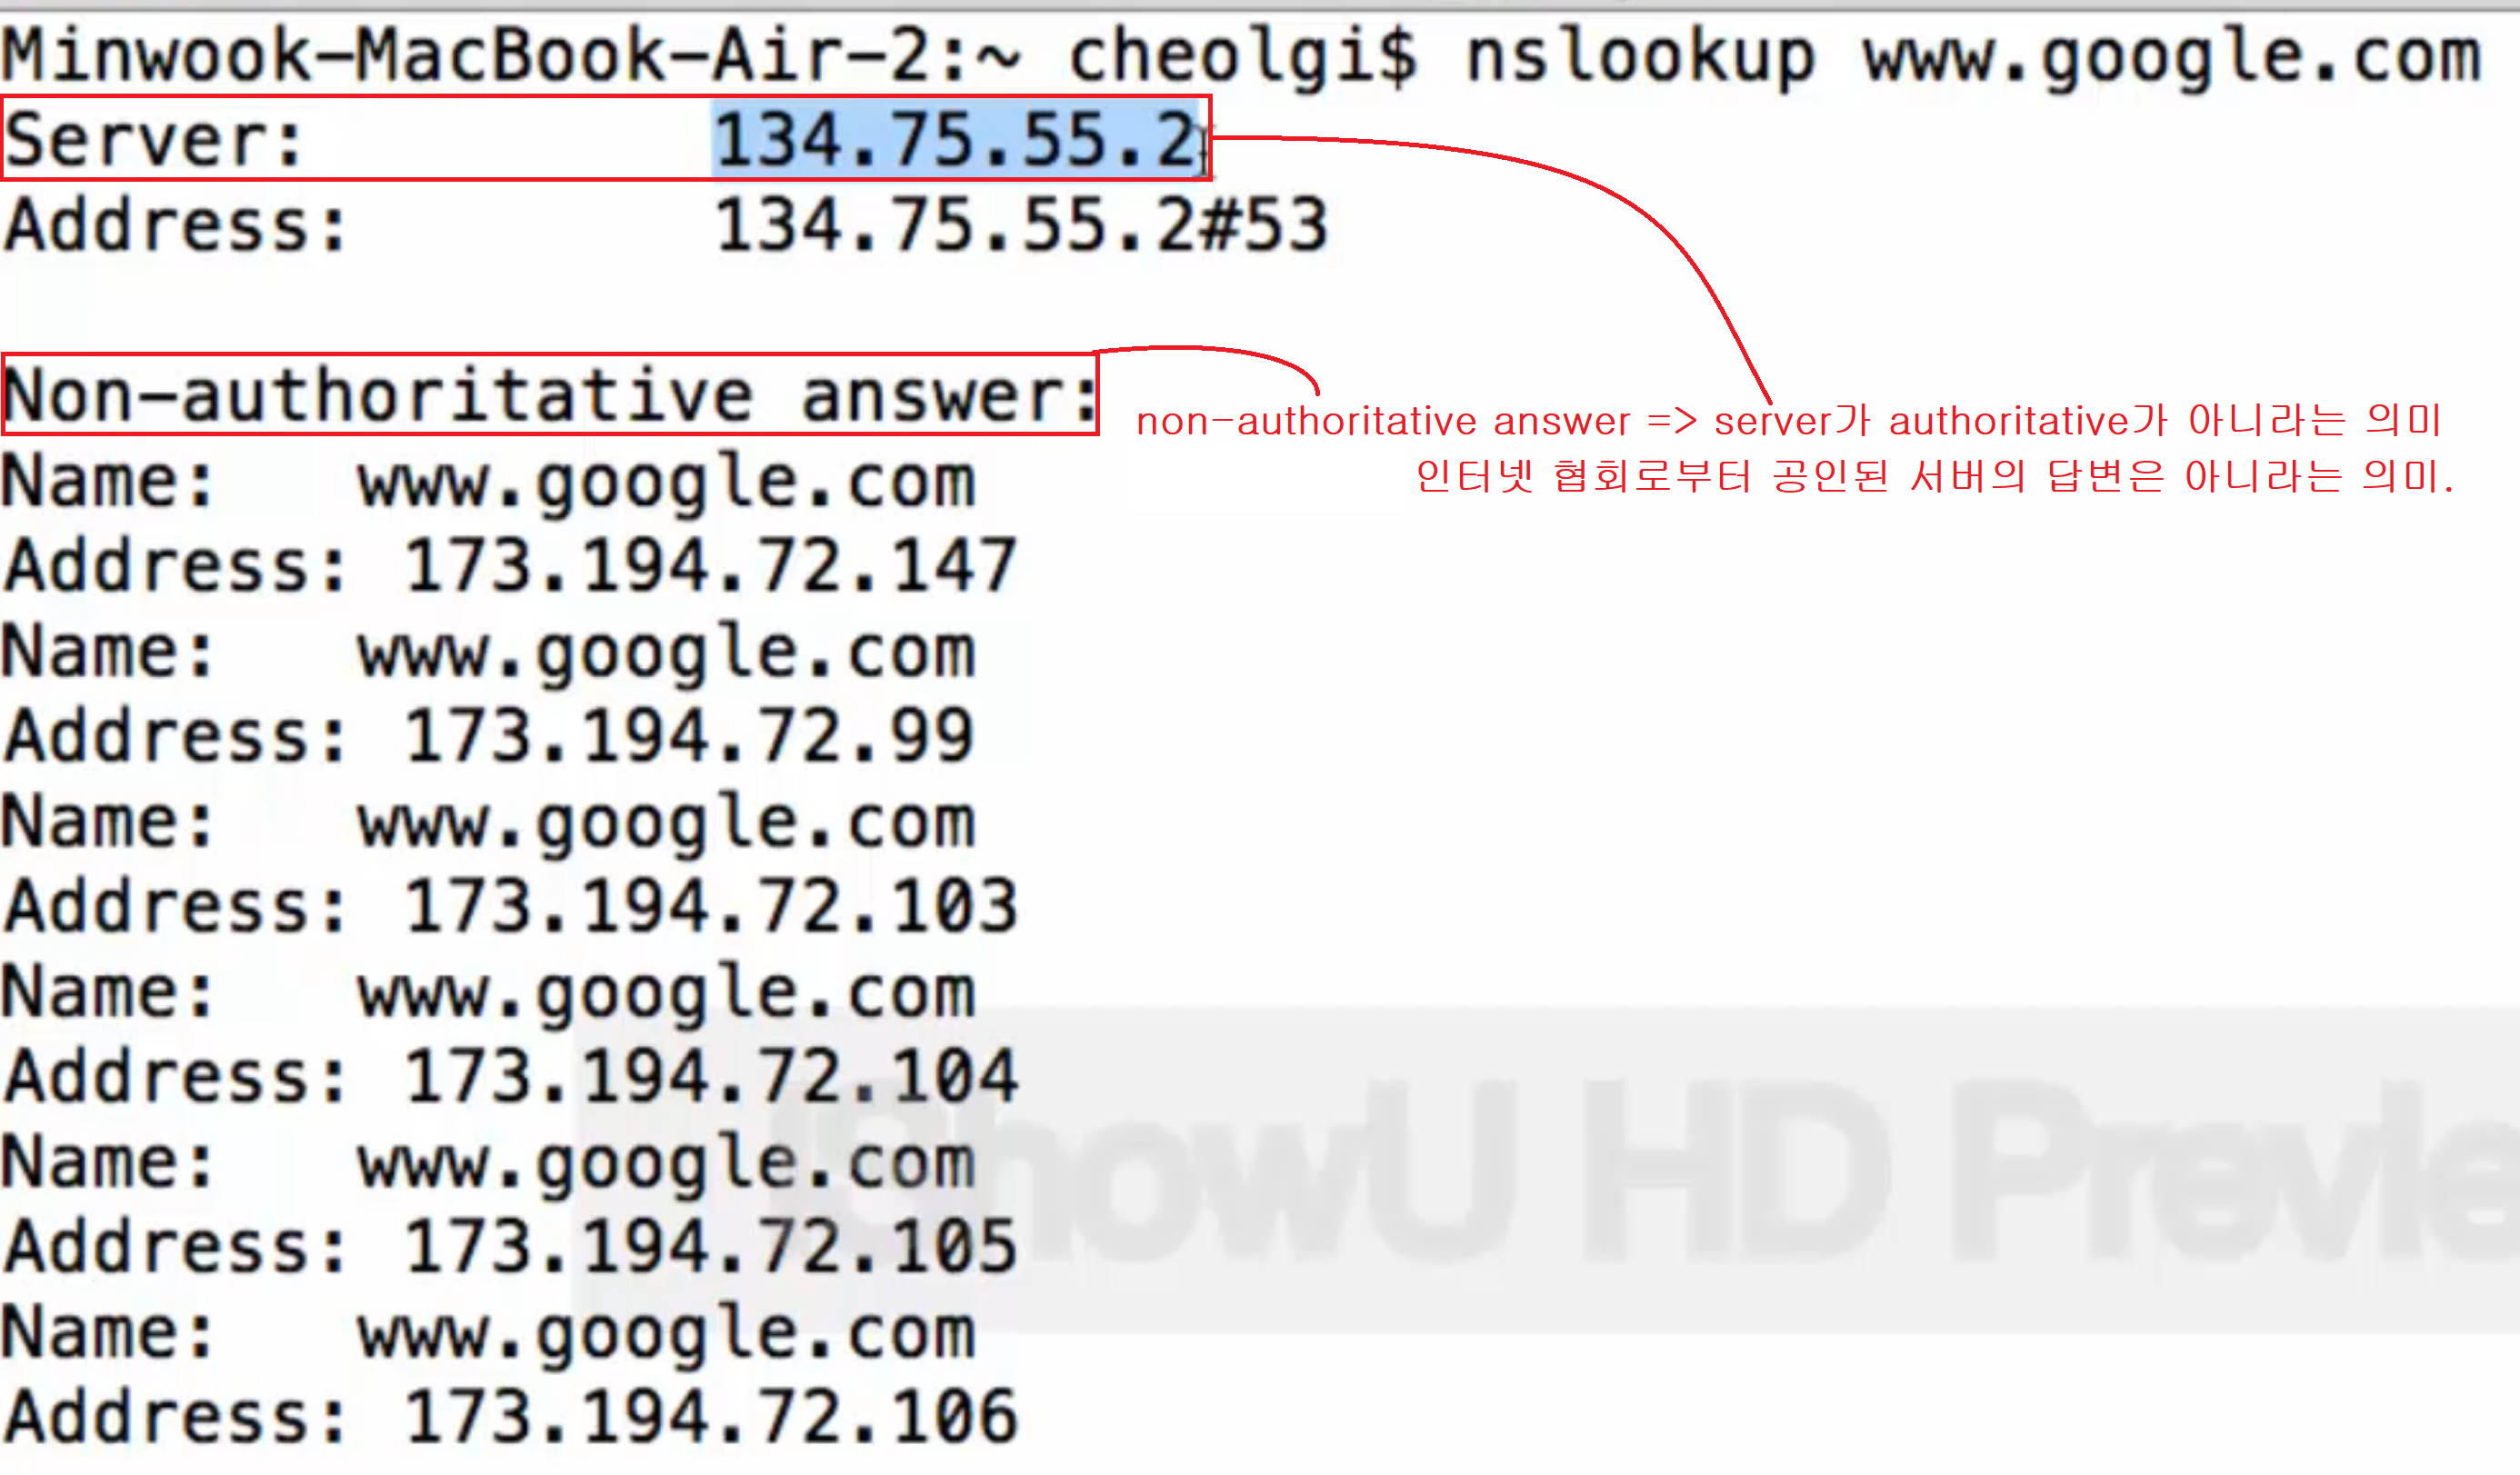 Minwook-MacBook-Air-2:~ cheolgi$ nslookup www.google.com
Server: 134.75.55.2
Address: 134.75.55.2#53
Non-authoritative answer:
non-authoritative answer => server가 authoritative가 아니라는 의미
인터넷 협회로부터 공인된 서버의 답변은 아니라는 의미.
Name: www.google.com
Address: 173.194.72.147
Name: www.google.com
Address: 173.194.72.99
Name: www.google.com
Address: 173.194.72.103
Name: www.google.com
Address: 173.194.72.104
Name: www.google.com
Address: 173.194.72.105
Name: www.google.com
Address: 173.194.72.106
HD